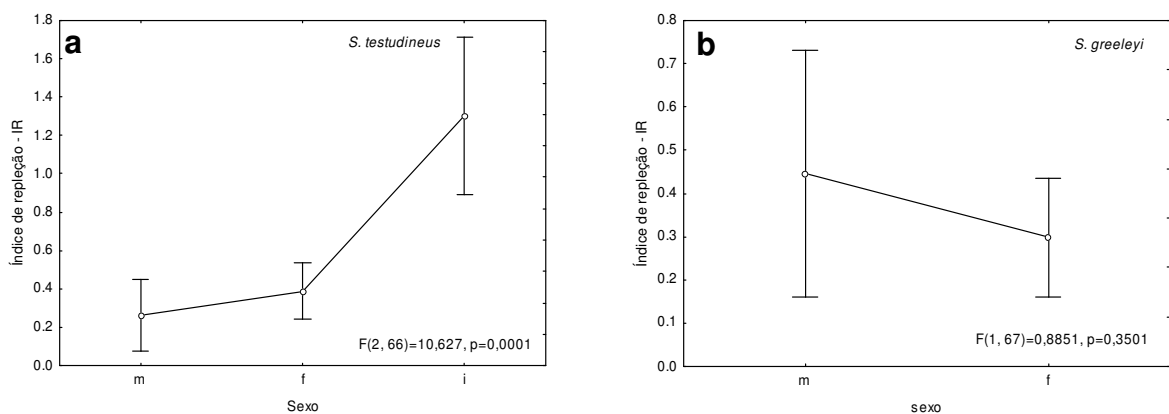 a
S. testudineus
Índice de repleção - IR
1.8
1.6
1.4
1.2
1.0
0.8
0.6
0.4
0.2
0.0
F(2, 66)=10,627, p=0,0001
m f i
Sexo
b
S. greeleyi
Índice de repleção - IR
0.8
0.7
0.6
0.5
0.4
0.3
0.2
0.1
0.0
F(1, 67)=0,8851, p=0,3501
m f
sexo